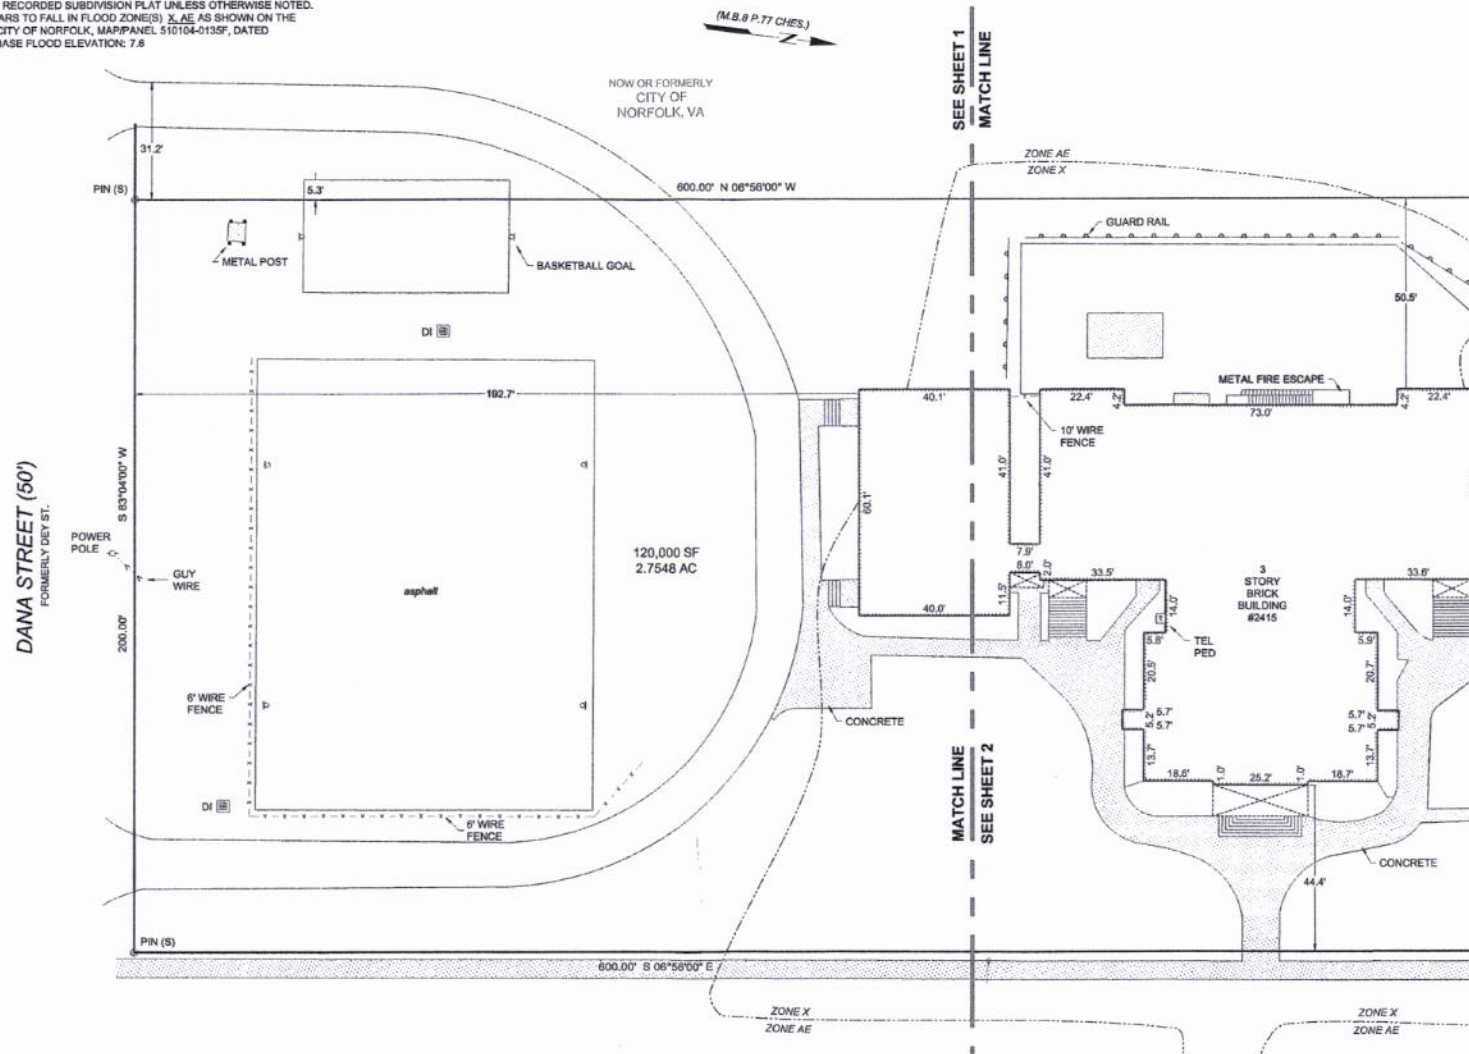 RECORDED SUBDIVISION PLAT UNLESS OTHERWISE NOTED.
ARS TO FALL IN FLOOD ZONE(S) X, AE AS SHOWN ON THE
CITY OF NORFOLK, MAP/PANEL 510104-0135F, DATED
BASE FLOOD ELEVATION: 7.6
(M.B.8 P.77 CHES.)
Z
SEE SHEET 1
MATCH LINE
NOW OR FORMERLY
CITY OF
NORFOLK, VA
31.2'
ZONE AE
ZONE X
PIN (S)
5.3'
600.00' N 06°56'00" W
GUARD RAIL
METAL POST
BASKETBALL GOAL
50.5'
DI
METAL FIRE ESCAPE
192.7'
40.1'
22.4'
4.2'
73.0'
4.2'
22.4'
10' WIRE
FENCE
S 83°04'00" W
200.00'
41.0'
41.0'
60.1'
DANA STREET (50')
FORMERLY DEY ST.
POWER
POLE
GUY
WIRE
120,000 SF
2.7548 AC
asphalt
7.9'
8.0'
2.0'
33.5'
33.6'
3
STORY
BRICK
BUILDING
#2415
11.5'
40.0'
14.0'
14.0'
T
TEL
PED
5.8'
5.9'
20.5'
20.7'
6' WIRE
FENCE
CONCRETE
5.7'
5.2'
5.7'
5.7'
5.2'
5.7'
13.7'
13.7'
MATCH LINE
SEE SHEET 2
18.6'
1.0'
25.2'
1.0'
18.7'
DI
6' WIRE
FENCE
CONCRETE
44.4'
PIN (S)
600.00' S 06°56'00" E
ZONE X
ZONE AE
ZONE X
ZONE AE